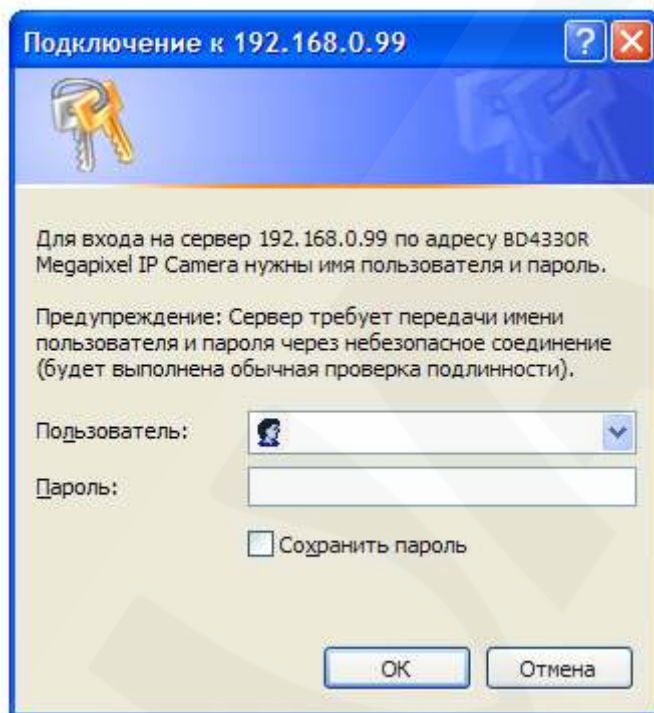 Подключение к 192.168.0.99
Для входа на сервер 192.168.0.99 по адресу BD4330R
Megapixel IP Camera нужны имя пользователя и пароль.
Предупреждение: Сервер требует передачи имени
пользователя и пароля через небезопасное соединение
(будет выполнена обычная проверка подлинности).
Пользователь:
Пароль:
Сохранить пароль
ОК Отмена